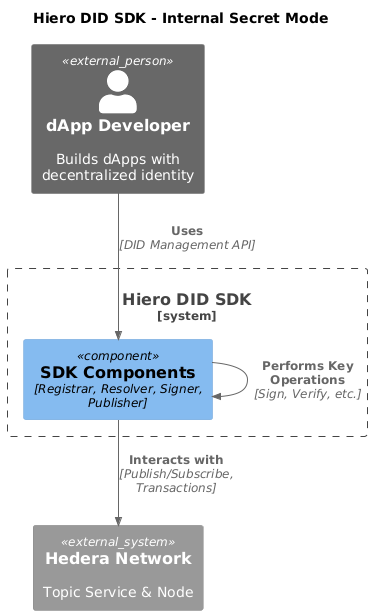 Hiero DID SDK - Internal Secret Mode
«external_person»
dApp Developer
Builds dApps with
decentralized identity
Uses
[DID Management API]
Hiero DID SDK
[system]
«component»
SDK Components
[Registrar, Resolver, Signer,
Publisher]
Performs Key
Operations
[Sign, Verify, etc.]
Interacts with
[Publish/Subscribe,
Transactions]
«external_system»
Hedera Network
Topic Service & Node